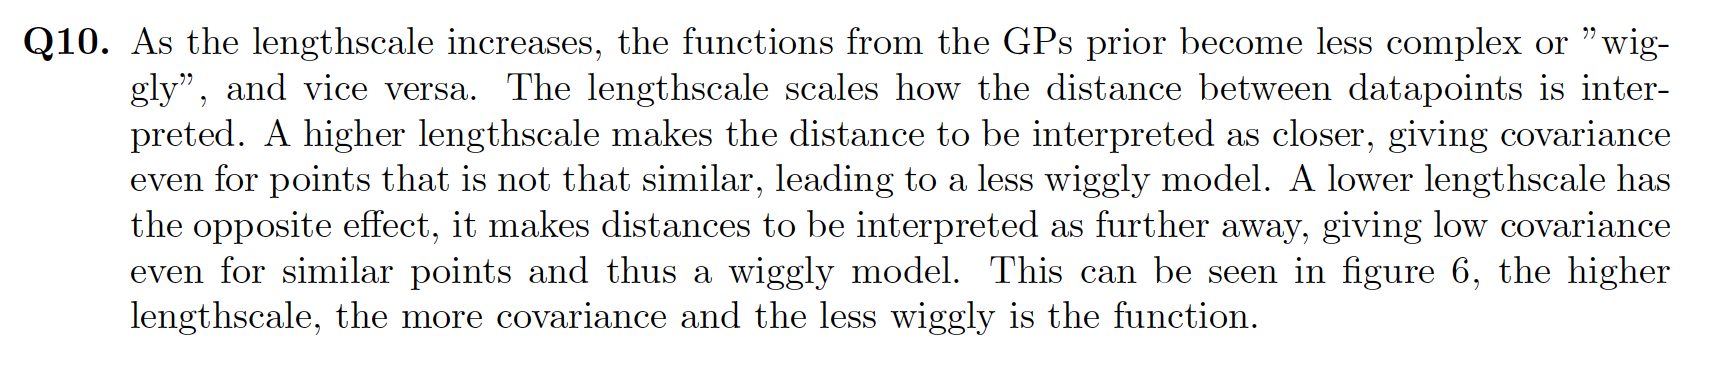 Q10. As the lengthscale increases, the functions from the GPs prior become less complex or ”wig-
gly”, and vice versa. The lengthscale scales how the distance between datapoints is inter-
preted. A higher lengthscale makes the distance to be interpreted as closer, giving covariance
even for points that is not that similar, leading to a less wiggly model. A lower lengthscale has
the opposite effect, it makes distances to be interpreted as further away, giving low covariance
even for similar points and thus a wiggly model. This can be seen in figure 6, the higher
lengthscale, the more covariance and the less wiggly is the function.